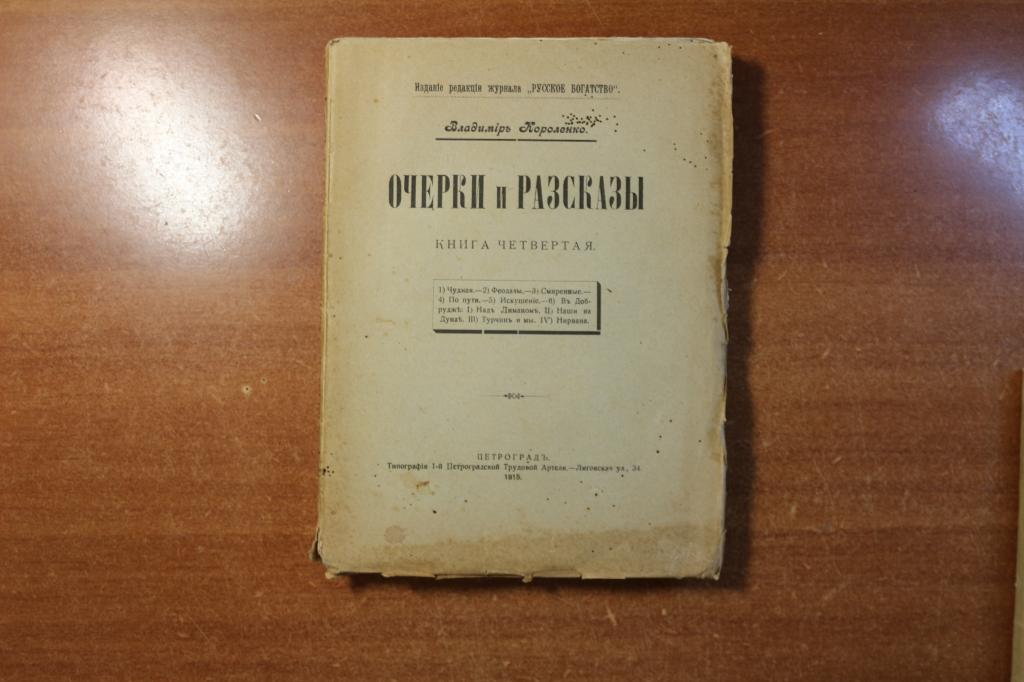 Изданіе редакціи журнала „РУССКОЕ БОГАТСТВО“.
Владиміръ Короленко.
ОЧЕРКИ и РАЗСКАЗЫ
КНИГА ЧЕТВЕРТАЯ.
1) Чудная.—2) Феодалы.—3) Смиренные.—
4) По пути.—5) Искушеніе.—6) Въ Доб-
руджѣ: I) Надъ Лиманомъ. II) Наши на
Дунаѣ. III) Турчинъ и мы. IV) Нирвана.
ПЕТРОГРАДЪ.
Типографія 1-й Петроградской Трудовой Артели.—Лиговская ул., 34.
1915.